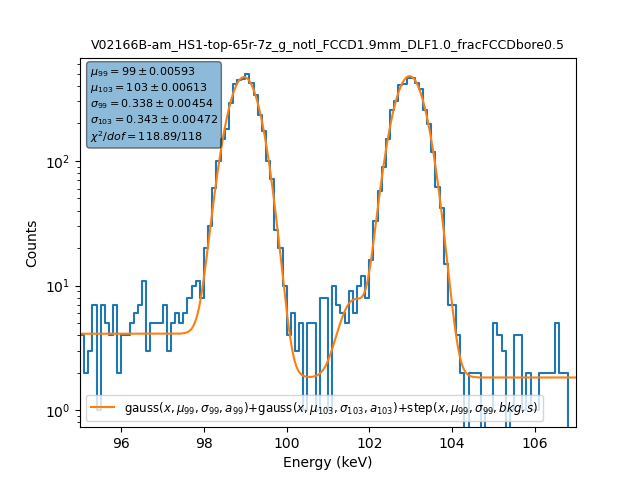 V02166B-am_HS1-top-65r-7z_g_notl_FCCD1.9mm_DLF1.0_fracFCCDbore0.5
μ₉₉ = 99 ± 0.00593
μ₁₀₃ = 103 ± 0.00613
σ₉₉ = 0.338 ± 0.00454
σ₁₀₃ = 0.343 ± 0.00472
χ²/dof = 118.89/118
Counts
10²
10¹
10⁰
gauss(x, μ₉₉, σ₉₉, a₉₉)+gauss(x, μ₁₀₃, σ₁₀₃, a₁₀₃)+step(x, μ₉₉, σ₉₉, bkg, s)
96 98 100 102 104 106
Energy (keV)